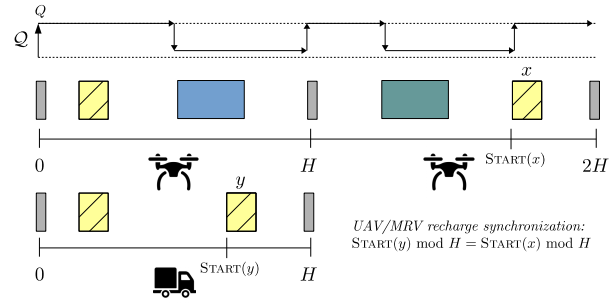 Q
𝒬
x
0
H
START(x)
2H
y
UAV/MRV recharge synchronization:
START(y) mod H = START(x) mod H
START(y)
0
H